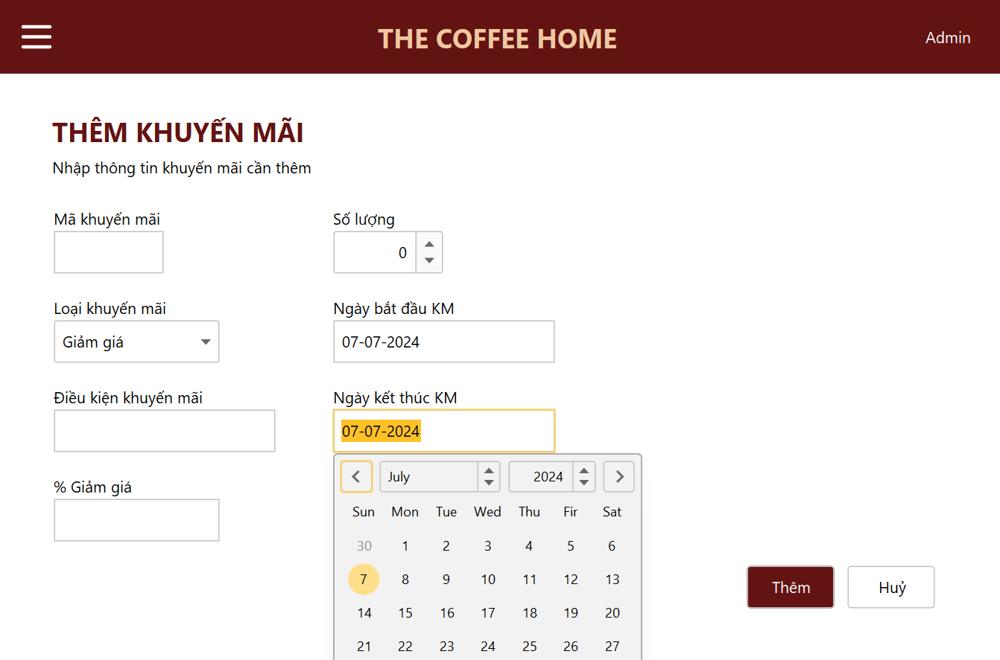 THE COFFEE HOME
Admin
THÊM KHUYẾN MÃI
Nhập thông tin khuyến mãi cần thêm
Mã khuyến mãi
Số lượng
0
Loại khuyến mãi
Ngày bắt đầu KM
Giảm giá
07-07-2024
Điều kiện khuyến mãi
Ngày kết thúc KM
07-07-2024
% Giảm giá
July 2024
Sun Mon Tue Wed Thu Fir Sat
30 1 2 3 4 5 6
7 8 9 10 11 12 13
14 15 16 17 18 19 20
21 22 23 24 25 26 27
Thêm
Huỷ